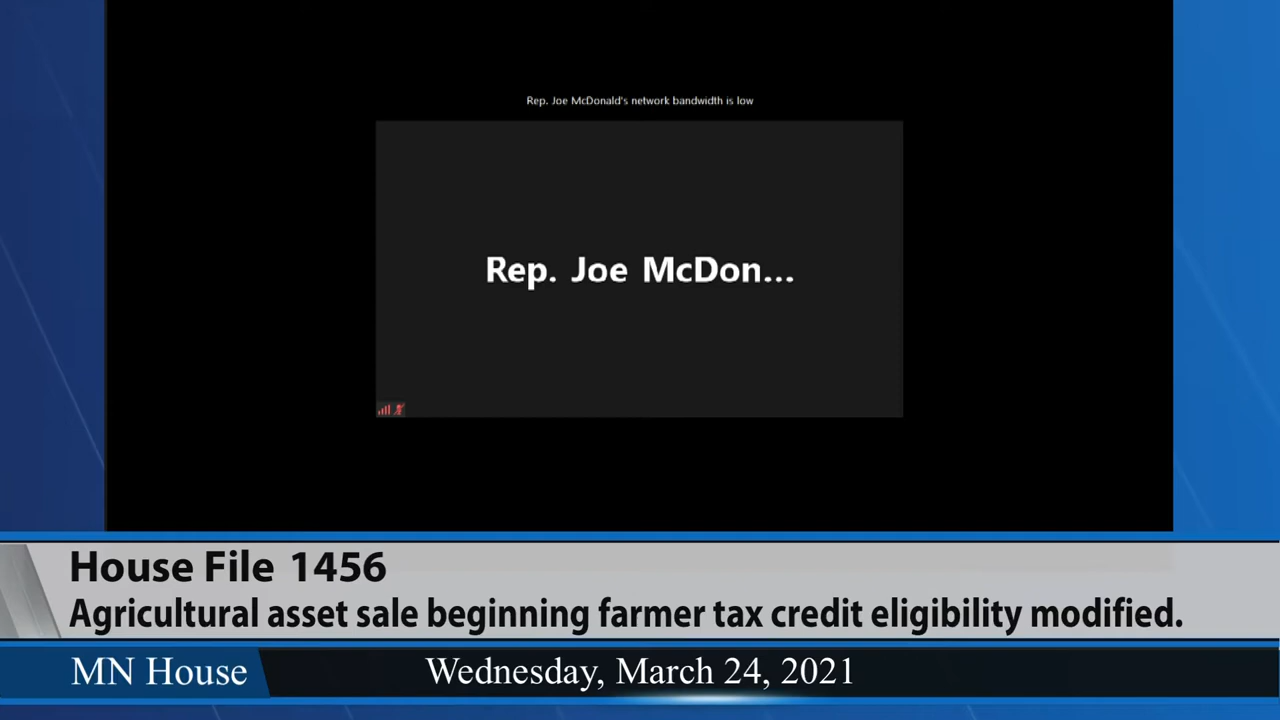 Rep. Joe McDonald's network bandwidth is low
Rep. Joe McDon...
House File 1456
Agricultural asset sale beginning farmer tax credit eligibility modified.
MN House
Wednesday, March 24, 2021